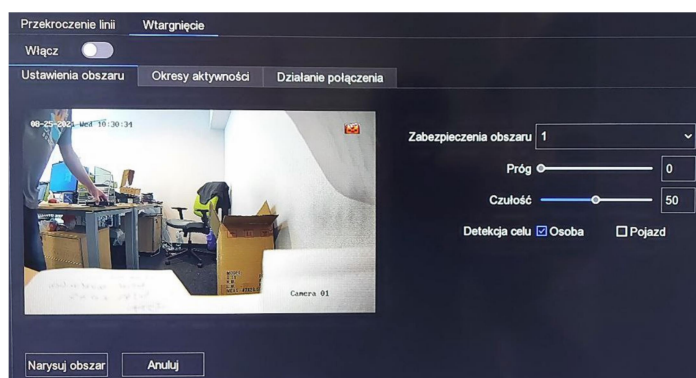 Przekroczenie linii Wtargnięcie
Włącz
Ustawienia obszaru Okresy aktywności Działanie połączenia
08-25-2021 Wed 10:30:34
Zabezpieczenia obszaru 1
Próg 0
Czułość 50
Detekcja celu Osoba Pojazd
Camera 01
Narysuj obszar Anuluj